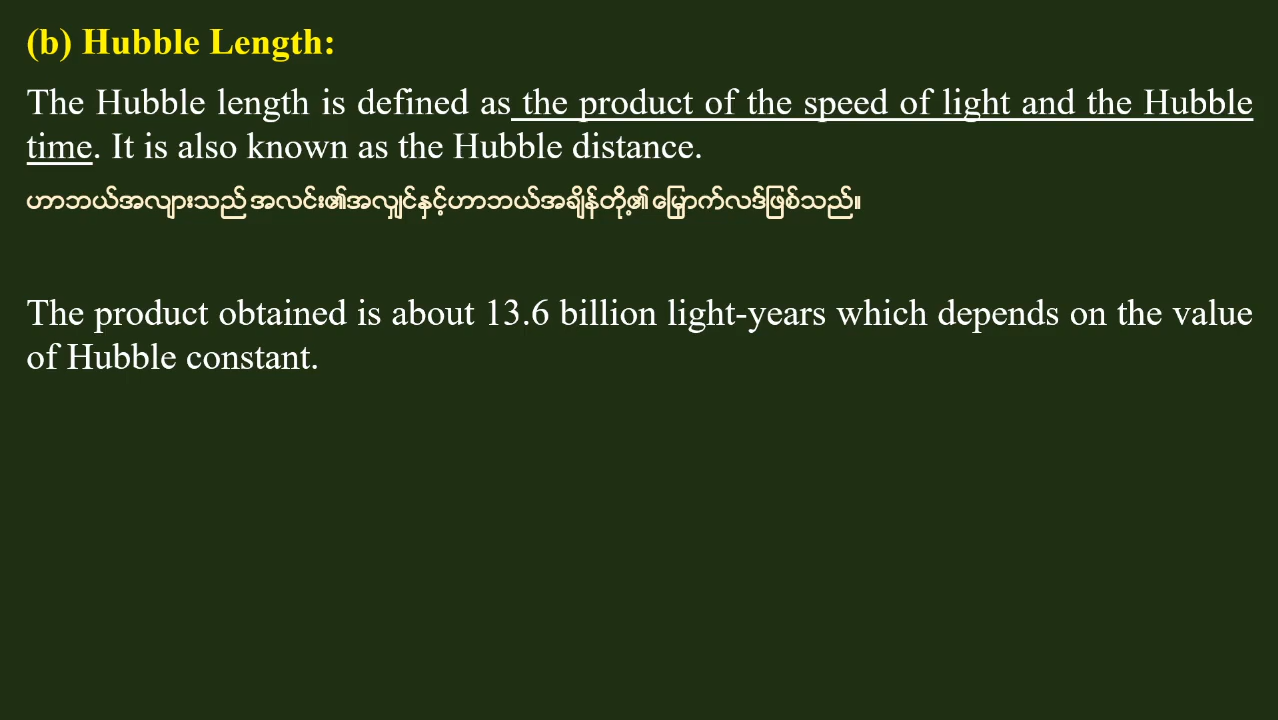 (b) Hubble Length:
The Hubble length is defined as the product of the speed of light and the Hubble
time. It is also known as the Hubble distance.
ဟာဘယ်အလျားသည် အလင်း၏အလျှင်နှင့်ဟာဘယ်အချိန်တို့၏ မြှောက်လဒ်ဖြစ်သည်။
The product obtained is about 13.6 billion light-years which depends on the value
of Hubble constant.